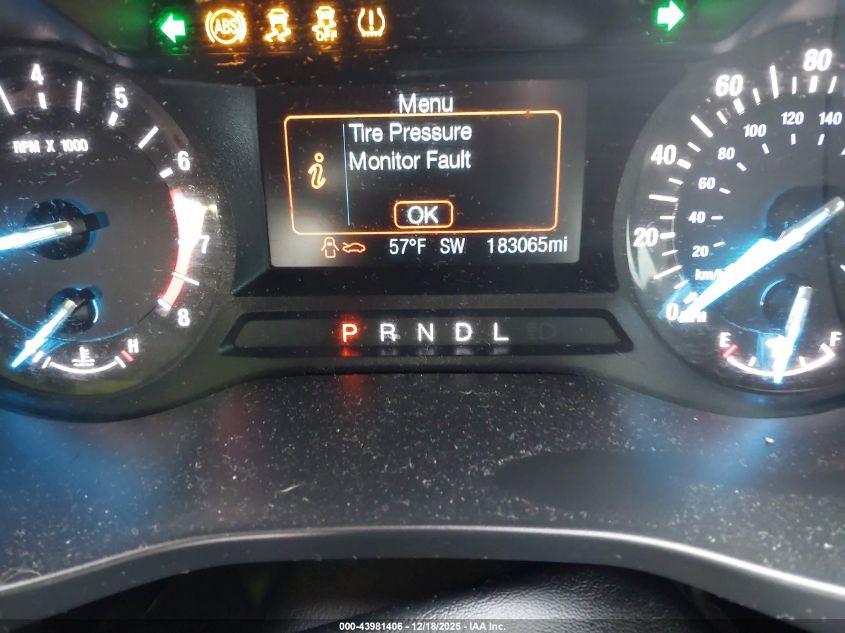 ABS
OFF
4 5 6 7 8
RPM X 1000
H
Menu
Tire Pressure
Monitor Fault
i
OK
57°F SW 183065mi
P R N D L
0 20 40 60 80
20 40 60 80 100 120 140
km/h
E F
000-43981406 - 12/18/2025 - IAA Inc.